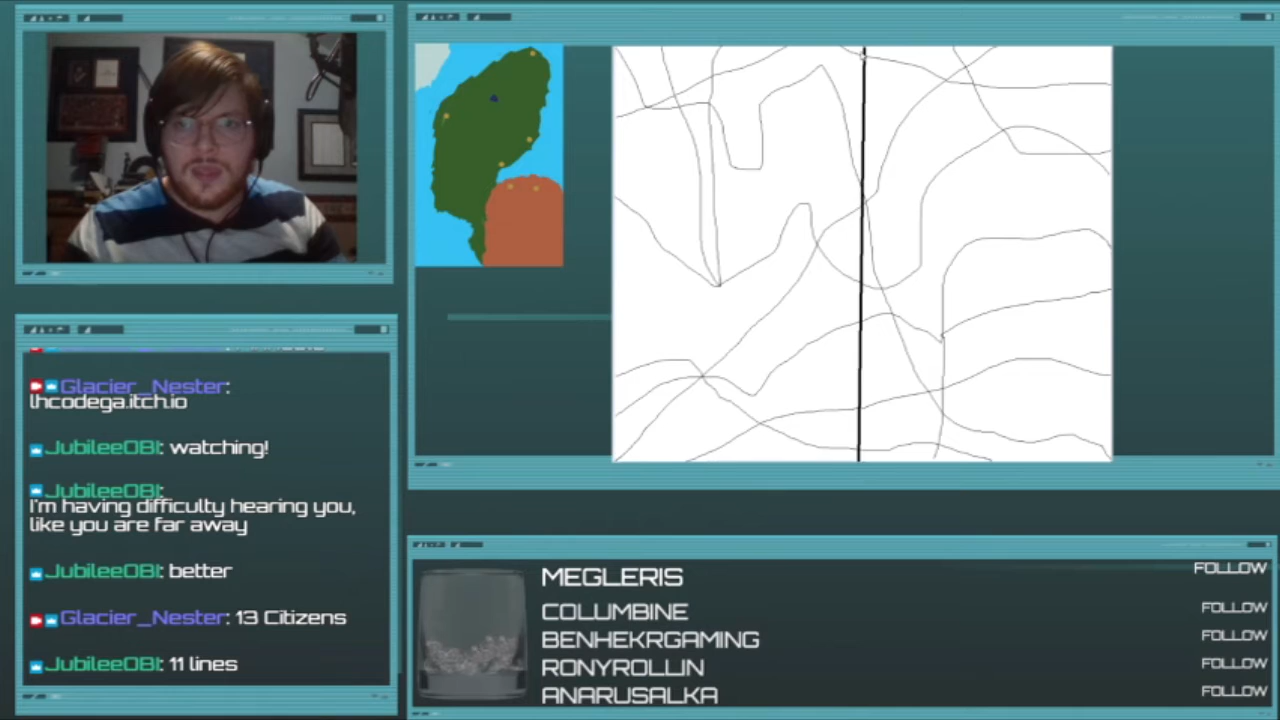 Glacier_Nester:
lhcodega.itch.io
JubileeOBI: watching!
JubileeOBI:
I'm having difficulty hearing you,
like you are far away
JubileeOBI: better
Glacier_Nester: 13 Citizens
JubileeOBI: 11 lines
MEGLERIS FOLLOW
COLUMBINE FOLLOW
BENHEKRGAMING FOLLOW
RONYROLLIN FOLLOW
ANARUSALKA FOLLOW